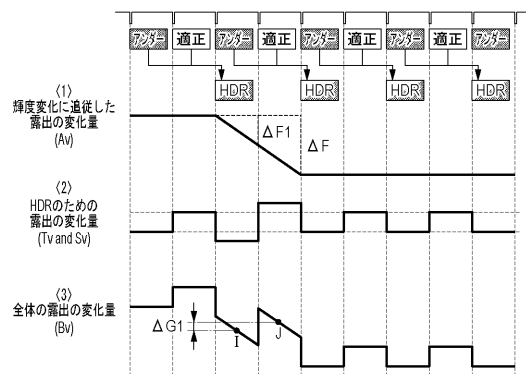 アンダー 適正 アンダー 適正 アンダー 適正 アンダー 適正 アンダー
HDR HDR HDR HDR
〈1〉
輝度変化に追従した
露出の変化量
(Av)
ΔF1
ΔF
〈2〉
HDRのための
露出の変化量
(Tv and Sv)
〈3〉
全体の露出の変化量
(Bv)
ΔG1
I
J